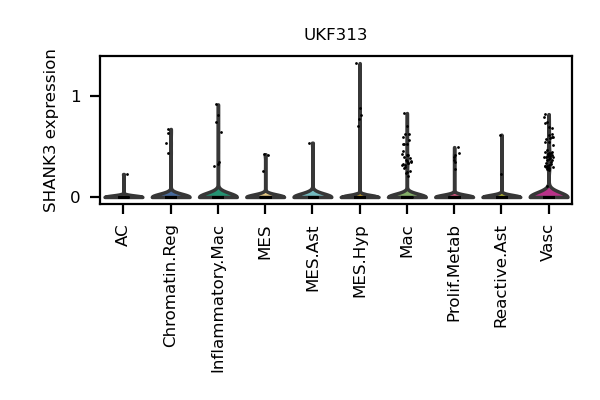 UKF313
SHANK3 expression
1
0
AC
Chromatin.Reg
Inflammatory.Mac
MES
MES.Ast
MES.Hyp
Mac
Prolif.Metab
Reactive.Ast
Vasc